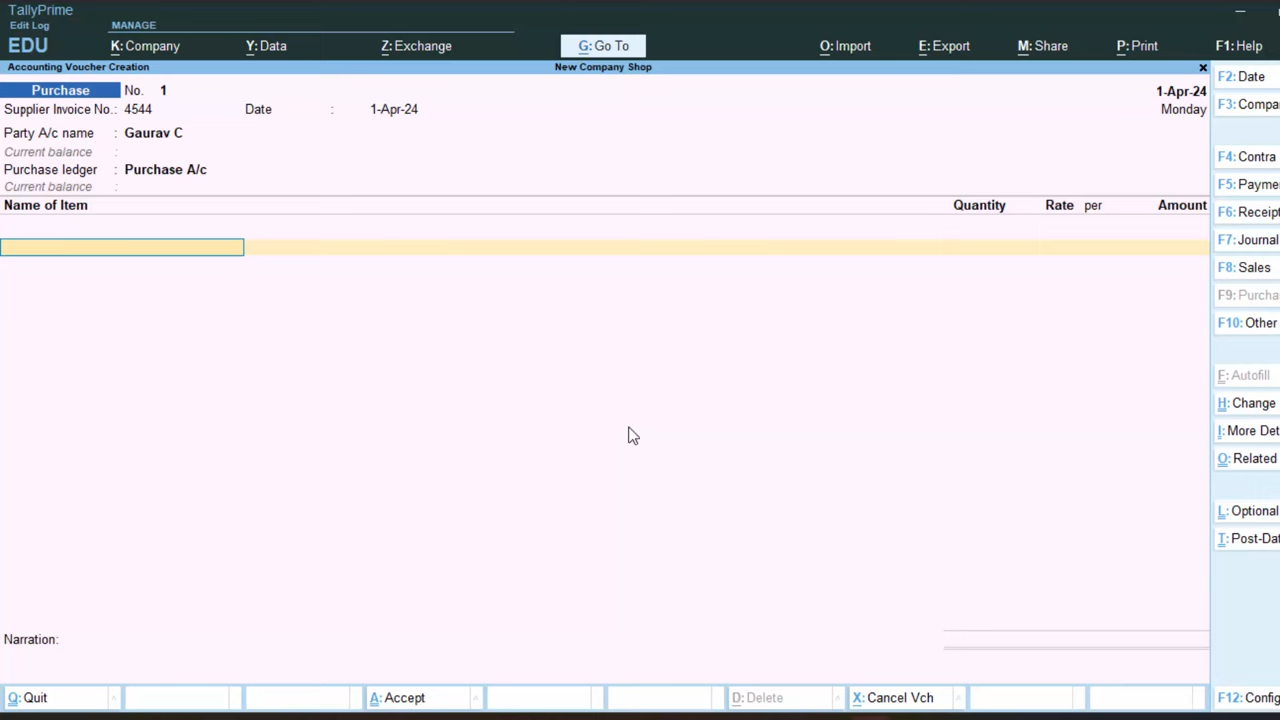 TallyPrime
Edit Log
MANAGE
EDU
K: Company Y: Data Z: Exchange G: Go To O: Import E: Export M: Share P: Print F1: Help
Accounting Voucher Creation New Company Shop ×
Purchase No. 1 1-Apr-24
Supplier Invoice No.: 4544 Date : 1-Apr-24 Monday
Party A/c name : Gaurav C
Current balance :
Purchase ledger : Purchase A/c
Current balance :
Name of Item Quantity Rate per Amount
F2: Date
F3: Compa
F4: Contra
F5: Payme
F6: Receipt
F7: Journal
F8: Sales
F9: Purcha
F10: Other
F: Autofill
H: Change
I: More Det
O: Related
L: Optional
T: Post-Dat
Narration:
Q: Quit A: Accept D: Delete X: Cancel Vch F12: Config